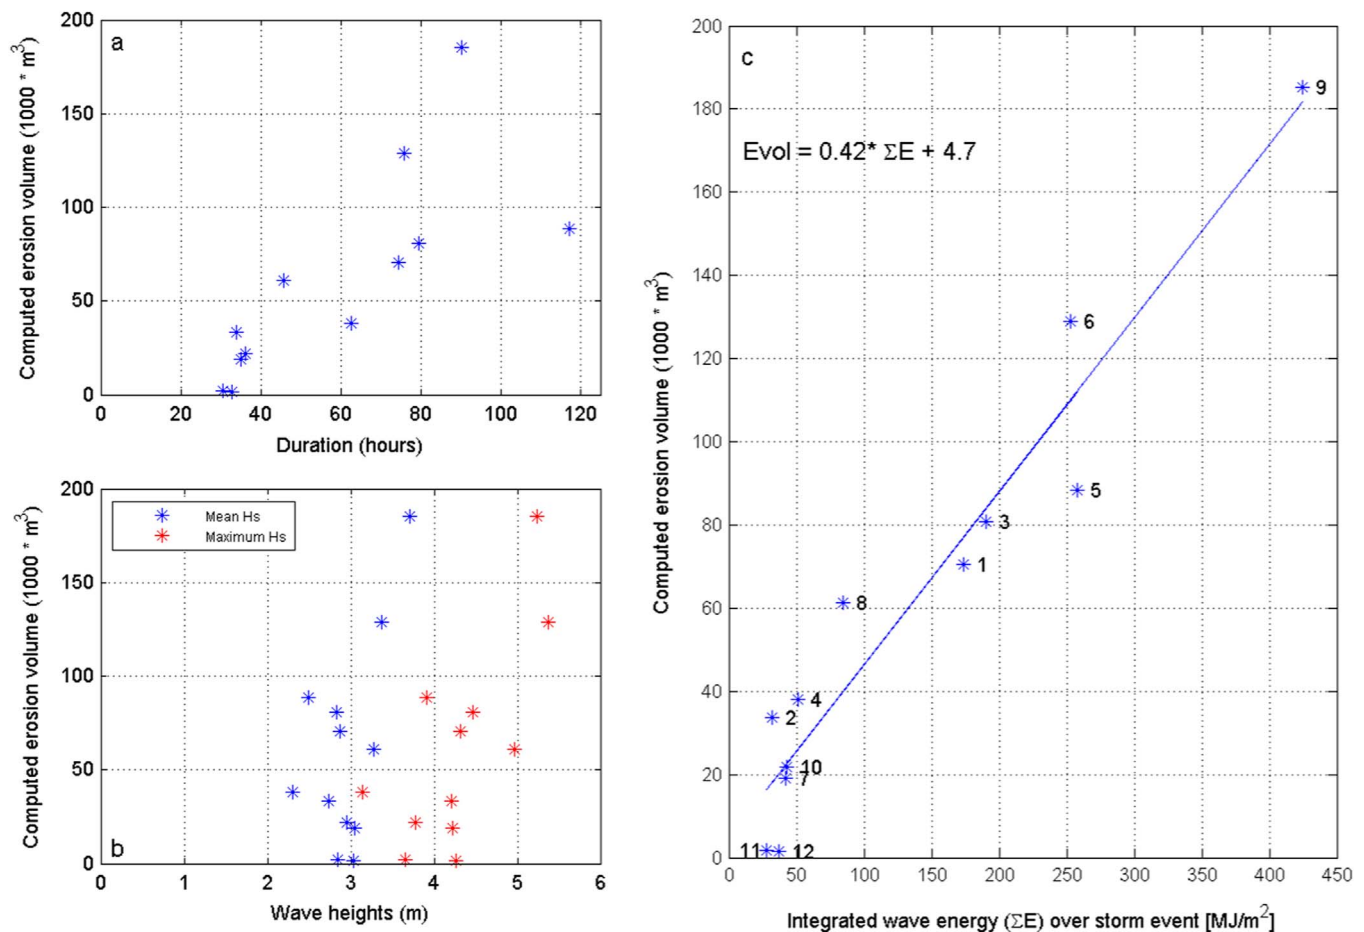 a
Computed erosion volume (1000 * m³)
200
150
100
50
0
0 20 40 60 80 100 120
Duration (hours)
b
Computed erosion volume (1000 * m³)
200
150
100
50
0
Mean Hs
Maximum Hs
0 1 2 3 4 5 6
Wave heights (m)
c
Computed erosion volume (1000 * m³)
200
180
160
140
120
100
80
60
40
20
0
Evol = 0.42* ΣE + 4.7
9
6
5
3
1
8
4
2
10
7
11 12
0 50 100 150 200 250 300 350 400 450
Integrated wave energy (ΣE) over storm event [MJ/m²]